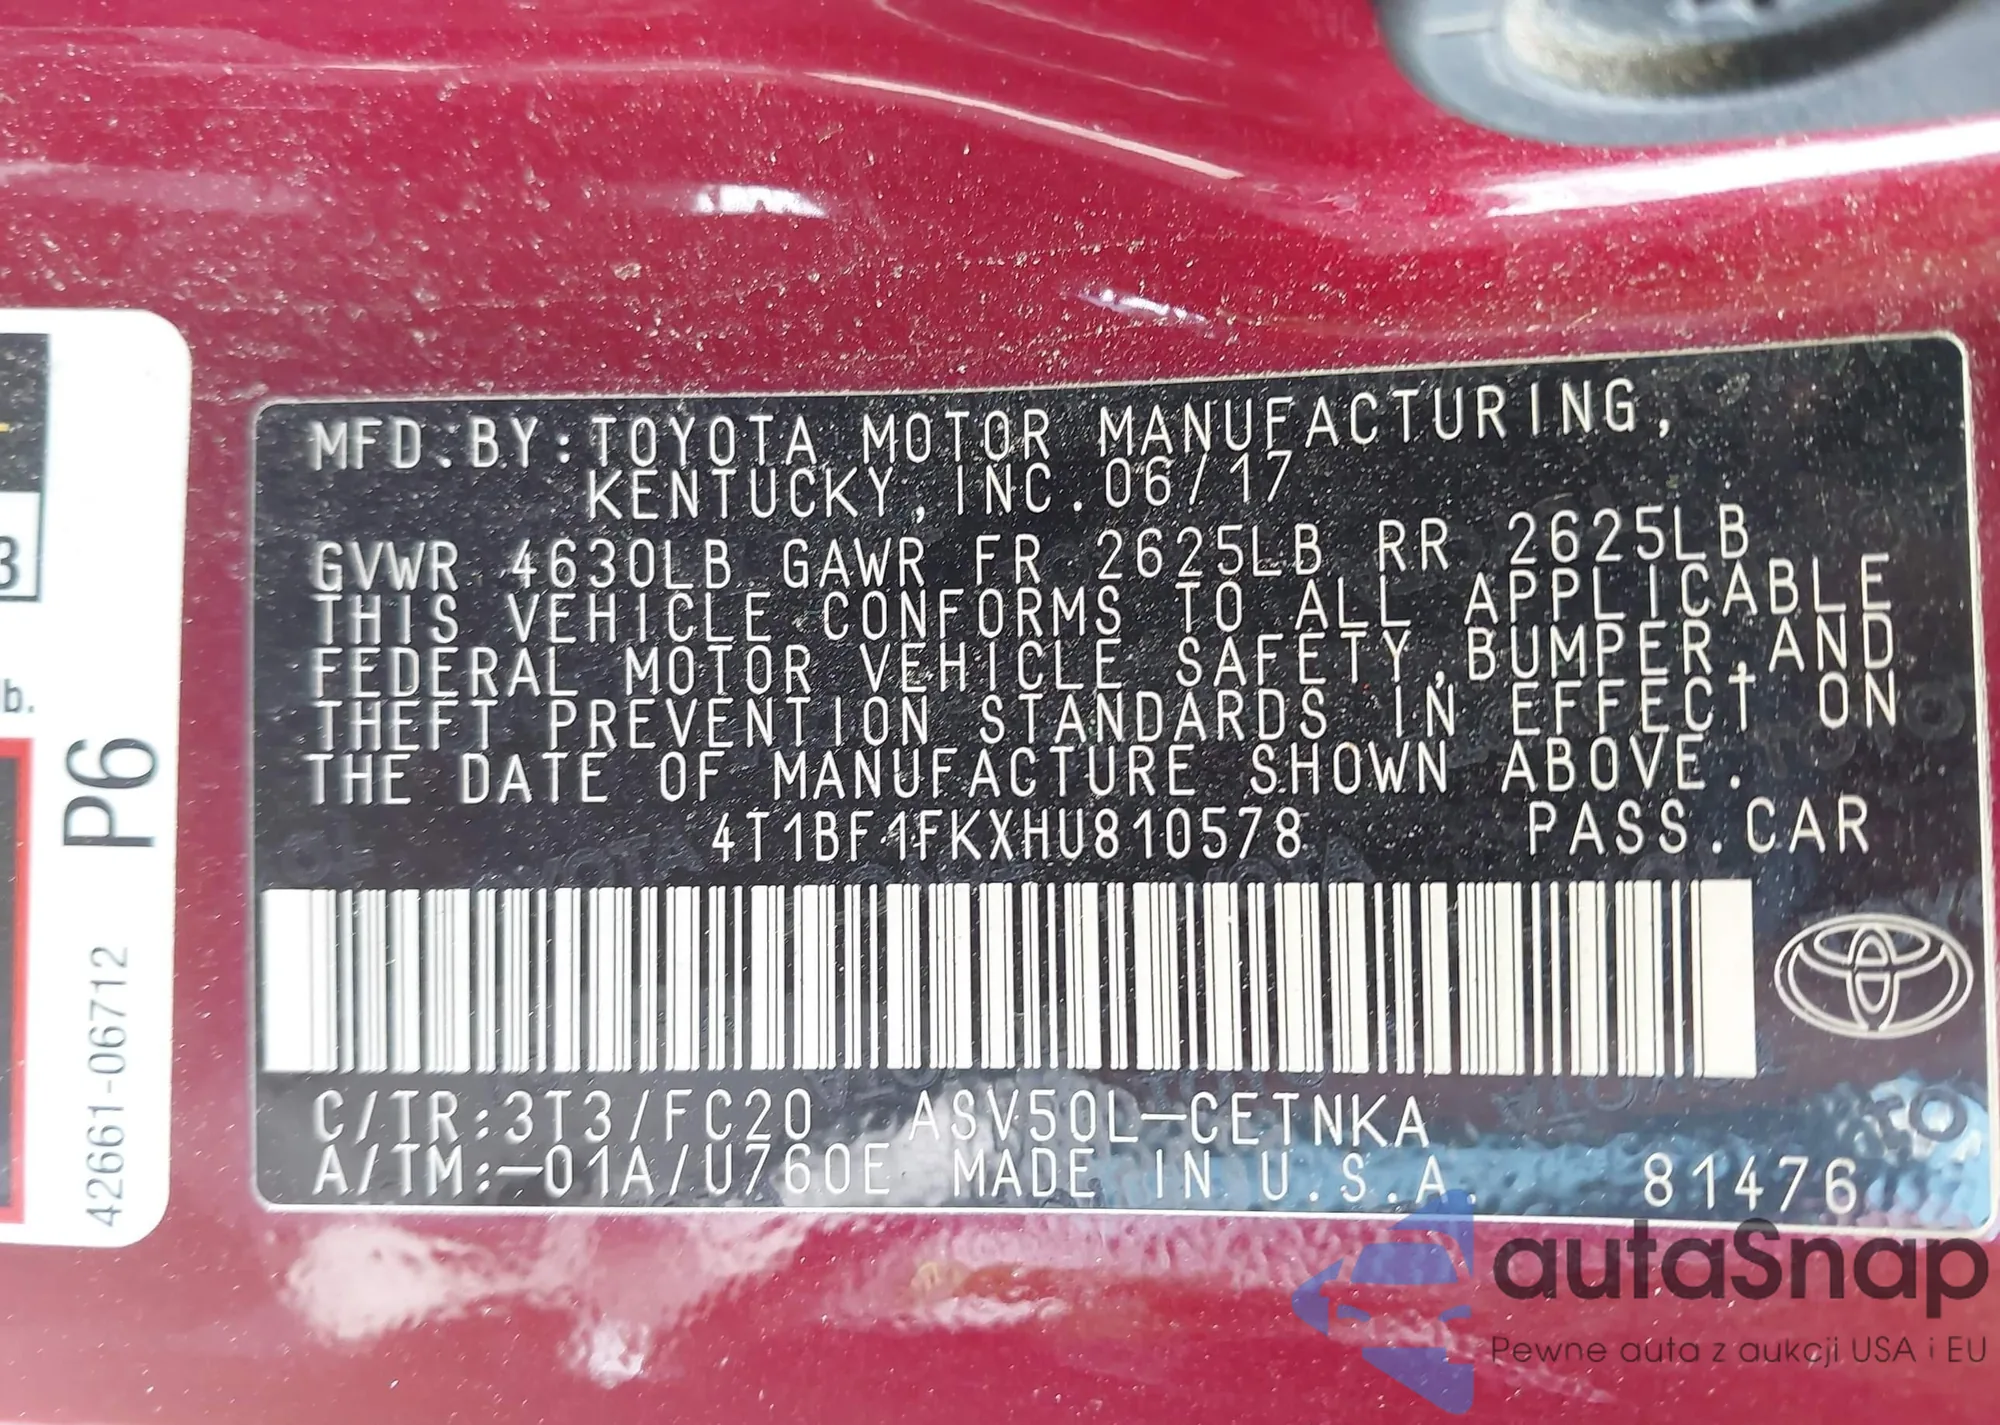 MFD.BY:TOYOTA MOTOR MANUFACTURING,
KENTUCKY,INC.06/17
GVWR 4630LB GAWR FR 2625LB RR 2625LB
THIS VEHICLE CONFORMS TO ALL APPLICABLE
FEDERAL MOTOR VEHICLE SAFETY,BUMPER,AND
THEFT PREVENTION STANDARDS IN EFFECT ON
THE DATE OF MANUFACTURE SHOWN ABOVE.
4T1BF1FKXHU810578 PASS.CAR
C/TR:3T3/FC20 ASV50L-CETNKA
A/TM:-01A/U760E MADE IN U.S.A. 81476
3
lb.
P6
42661-06712
autaSnap
Pewne auta z aukcji USA i EU